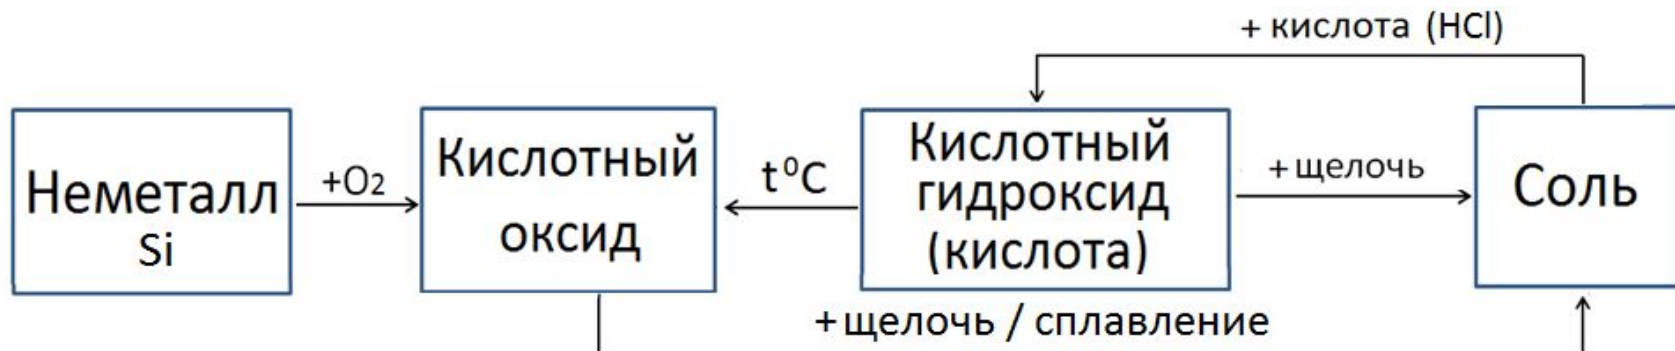 + кислота (HCl)
Неметалл
Si
+O₂
Кислотный
оксид
t⁰C
Кислотный
гидроксид
(кислота)
+ щелочь
Соль
+ щелочь / сплавление